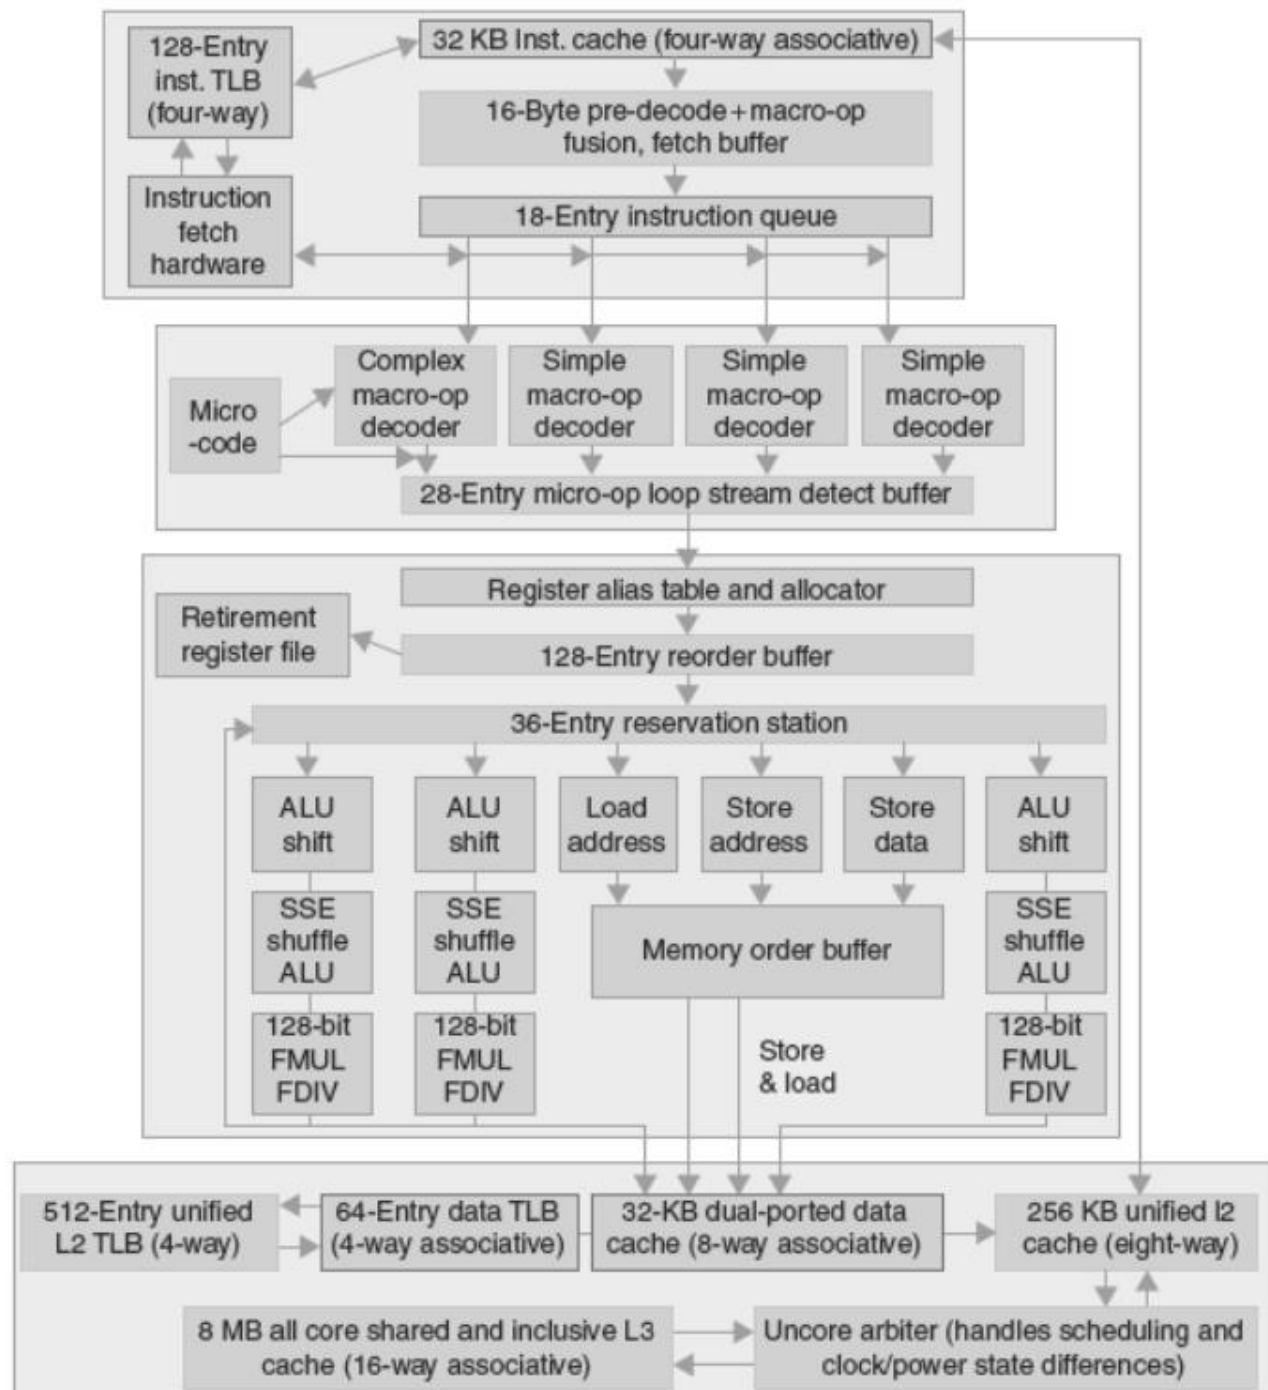 128-Entry
inst. TLB
(four-way)
32 KB Inst. cache (four-way associative)
16-Byte pre-decode + macro-op
fusion, fetch buffer
Instruction
fetch
hardware
18-Entry instruction queue
Micro
-code
Complex
macro-op
decoder
Simple
macro-op
decoder
Simple
macro-op
decoder
Simple
macro-op
decoder
28-Entry micro-op loop stream detect buffer
Register alias table and allocator
Retirement
register file
128-Entry reorder buffer
36-Entry reservation station
ALU
shift
ALU
shift
Load
address
Store
address
Store
data
ALU
shift
SSE
shuffle
ALU
SSE
shuffle
ALU
Memory order buffer
SSE
shuffle
ALU
128-bit
FMUL
FDIV
128-bit
FMUL
FDIV
Store
& load
128-bit
FMUL
FDIV
512-Entry unified
L2 TLB (4-way)
64-Entry data TLB
(4-way associative)
32-KB dual-ported data
cache (8-way associative)
256 KB unified l2
cache (eight-way)
8 MB all core shared and inclusive L3
cache (16-way associative)
Uncore arbiter (handles scheduling and
clock/power state differences)